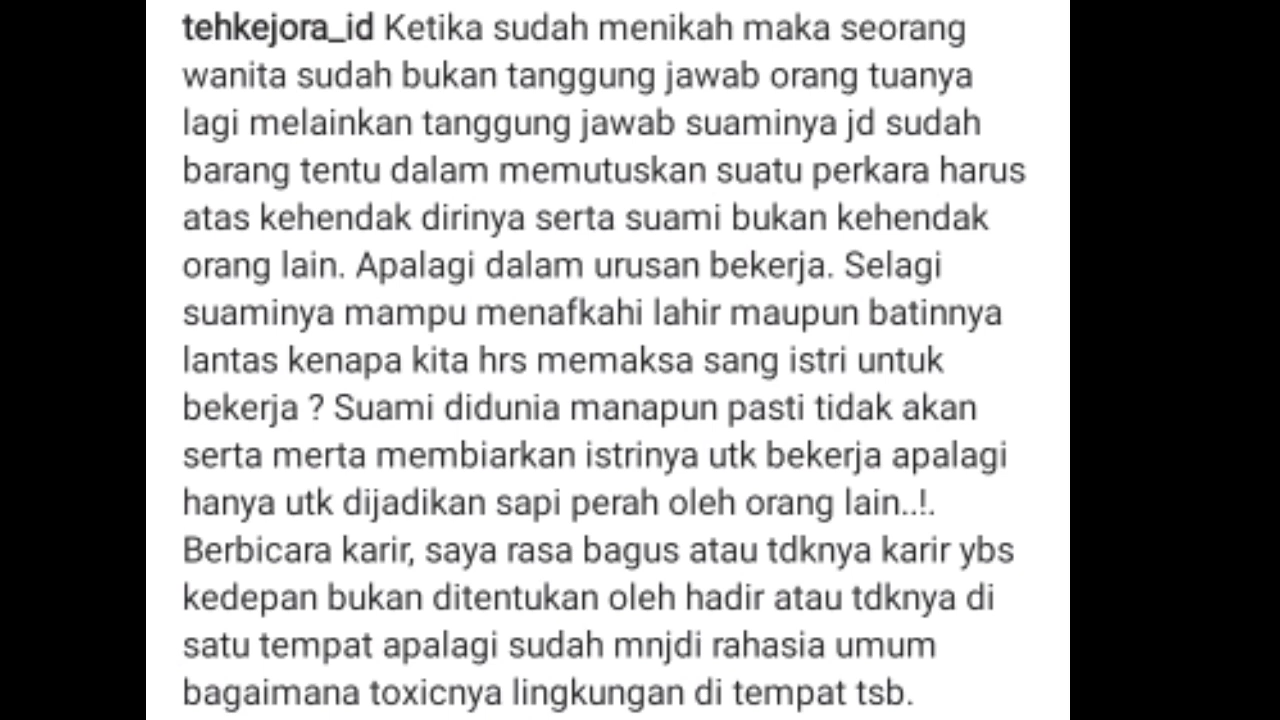 tehkejora_id Ketika sudah menikah maka seorang
wanita sudah bukan tanggung jawab orang tuanya
lagi melainkan tanggung jawab suaminya jd sudah
barang tentu dalam memutuskan suatu perkara harus
atas kehendak dirinya serta suami bukan kehendak
orang lain. Apalagi dalam urusan bekerja. Selagi
suaminya mampu menafkahi lahir maupun batinnya
lantas kenapa kita hrs memaksa sang istri untuk
bekerja ? Suami didunia manapun pasti tidak akan
serta merta membiarkan istrinya utk bekerja apalagi
hanya utk dijadikan sapi perah oleh orang lain..!.
Berbicara karir, saya rasa bagus atau tdknya karir ybs
kedepan bukan ditentukan oleh hadir atau tdknya di
satu tempat apalagi sudah mnjdi rahasia umum
bagaimana toxicnya lingkungan di tempat tsb.